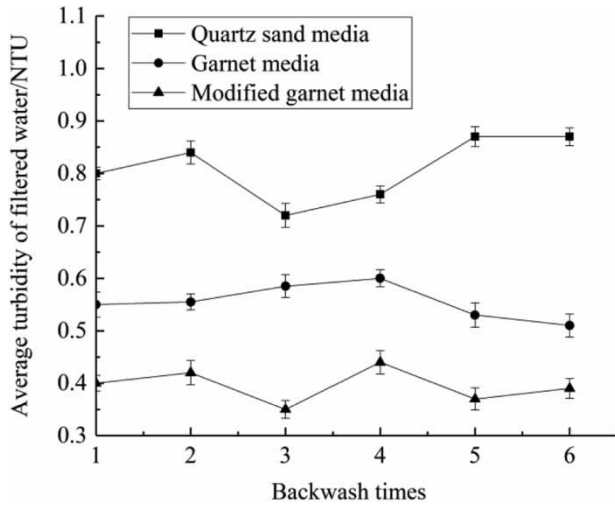 Quartz sand media
Garnet media
Modified garnet media
Average turbidity of filtered water/NTU
1.1
1.0
0.9
0.8
0.7
0.6
0.5
0.4
0.3
1 2 3 4 5 6
Backwash times